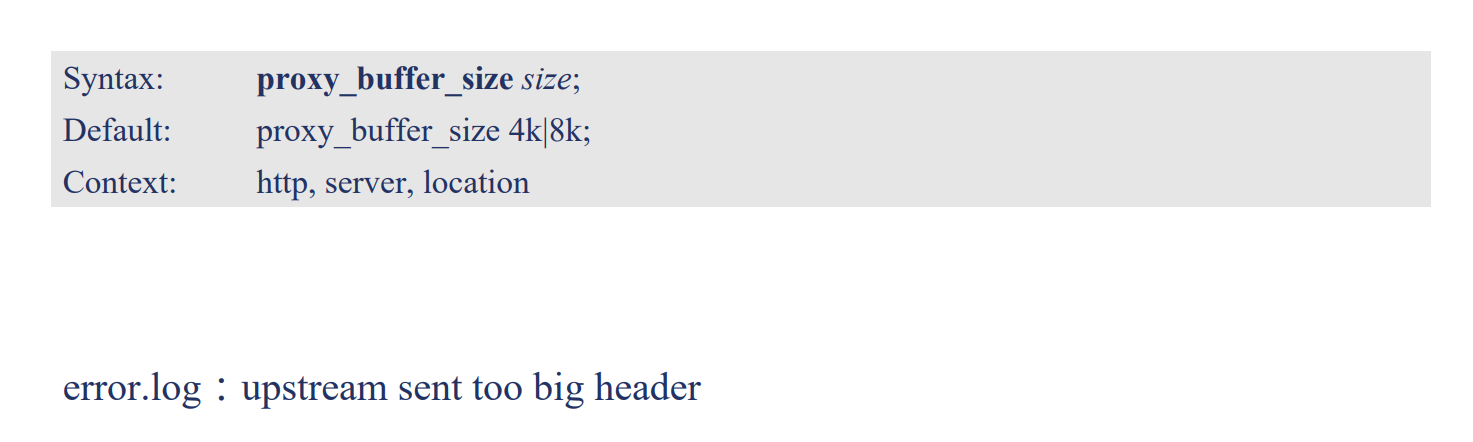 Syntax: proxy_buffer_size size;
Default: proxy_buffer_size 4k|8k;
Context: http, server, location
error.log：upstream sent too big header